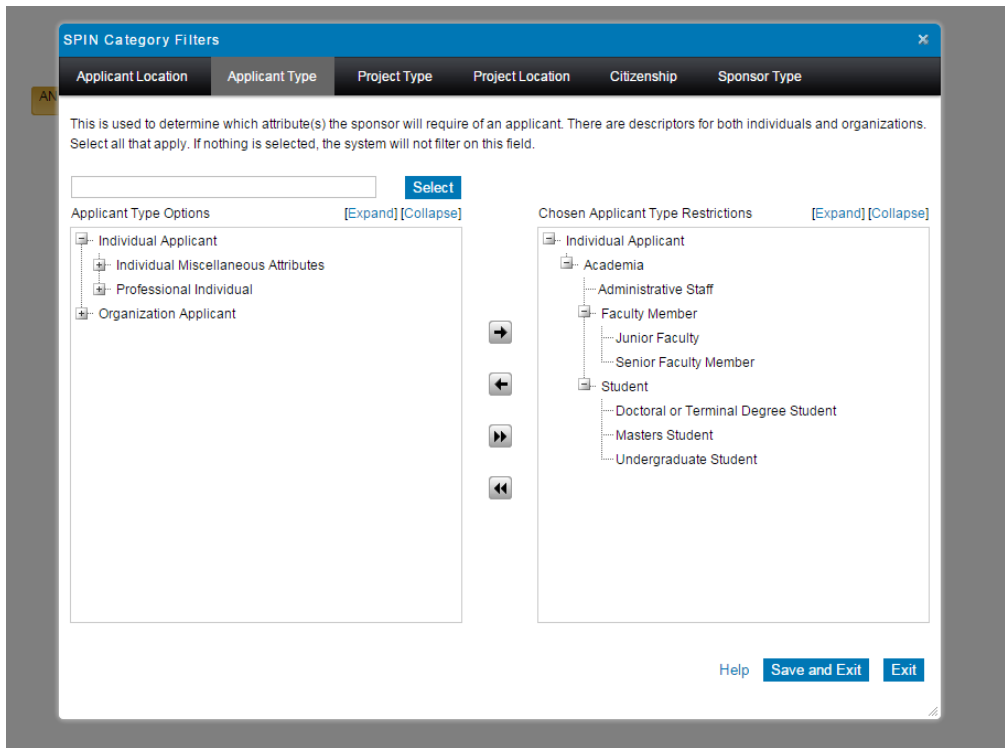 SPIN Category Filters
Applicant Location Applicant Type Project Type Project Location Citizenship Sponsor Type
AN
This is used to determine which attribute(s) the sponsor will require of an applicant. There are descriptors for both individuals and organizations.
Select all that apply. If nothing is selected, the system will not filter on this field.
Select
Applicant Type Options [Expand] [Collapse]
Individual Applicant
Individual Miscellaneous Attributes
Professional Individual
Organization Applicant
Chosen Applicant Type Restrictions [Expand] [Collapse]
Individual Applicant
Academia
Administrative Staff
Faculty Member
Junior Faculty
Senior Faculty Member
Student
Doctoral or Terminal Degree Student
Masters Student
Undergraduate Student
Help Save and Exit Exit